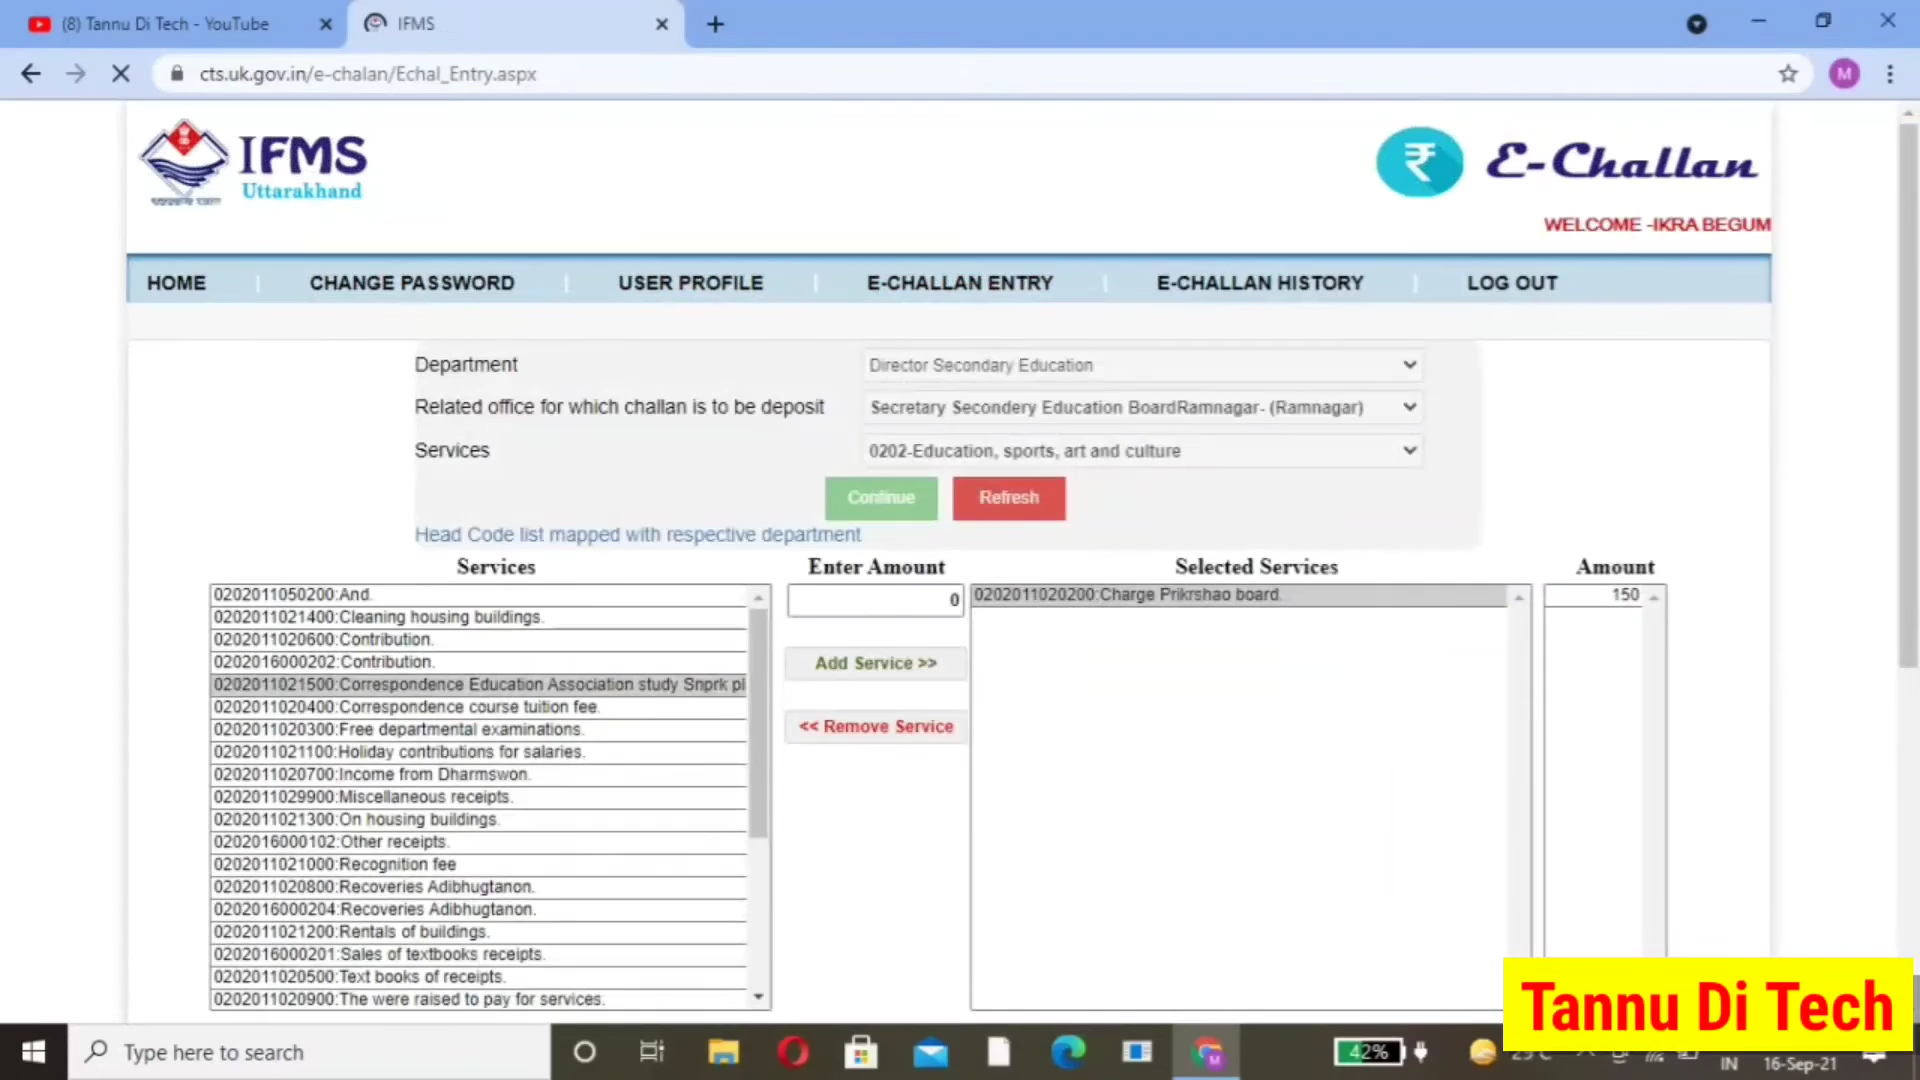 (8) Tannu Di Tech - YouTube
IFMS
cts.uk.gov.in/e-chalan/Echal_Entry.aspx
M
IFMS
Uttarakhand
₹ E-Challan
WELCOME -IKRA BEGUM
HOME
CHANGE PASSWORD
USER PROFILE
E-CHALLAN ENTRY
E-CHALLAN HISTORY
LOG OUT
Department
Director Secondary Education
Related office for which challan is to be deposit
Secretary Secondery Education BoardRamnagar- (Ramnagar)
Services
0202-Education, sports, art and culture
Continue
Refresh
Head Code list mapped with respective department
Services
Enter Amount
Selected Services
Amount
0202011050200:And.
0202011021400:Cleaning housing buildings.
0202011020600:Contribution.
0202016000202:Contribution.
0202011021500:Correspondence Education Association study Snprk pl
0202011020400:Correspondence course tuition fee.
0202011020300:Free departmental examinations.
0202011021100:Holiday contributions for salaries.
0202011020700:Income from Dharmswon.
0202011029900:Miscellaneous receipts.
0202011021300:On housing buildings.
0202016000102:Other receipts.
0202011021000:Recognition fee
0202011020800:Recoveries Adibhugtanon.
0202016000204:Recoveries Adibhugtanon.
0202011021200:Rentals of buildings.
0202016000201:Sales of textbooks receipts.
0202011020500:Text books of receipts.
0202011020900:The were raised to pay for services.
0
Add Service >>
<< Remove Service
0202011020200:Charge Prikrshao board.
150
Tannu Di Tech
Type here to search
42%
IN
16-Sep-21